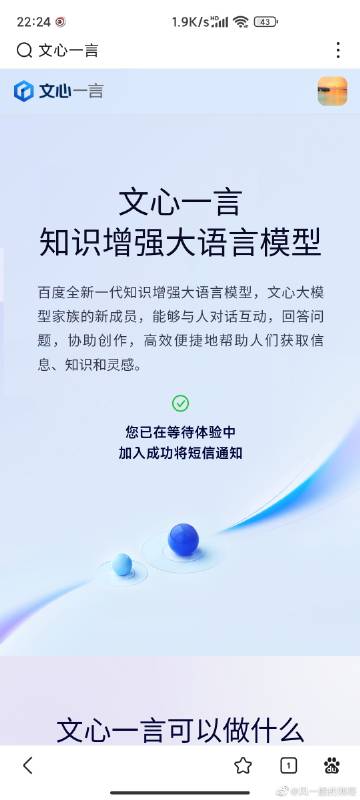 22:24 1.9K/s HD 43
文心一言
文心一言
文心一言
知识增强大语言模型
百度全新一代知识增强大语言模型，文心大模
型家族的新成员，能够与人对话互动，回答问
题，协助创作，高效便捷地帮助人们获取信
息、知识和灵感。
您已在等待体验中
加入成功将短信通知
文心一言可以做什么
1
du